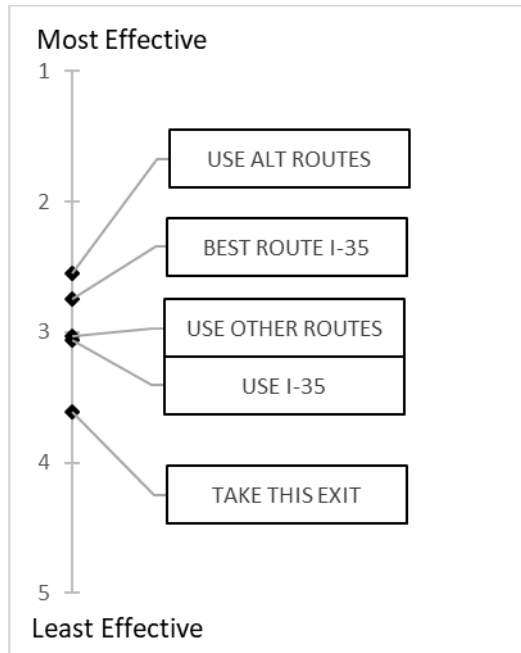 Most Effective
1
USE ALT ROUTES
2
BEST ROUTE I-35
3
USE OTHER ROUTES
USE I-35
4
TAKE THIS EXIT
5
Least Effective